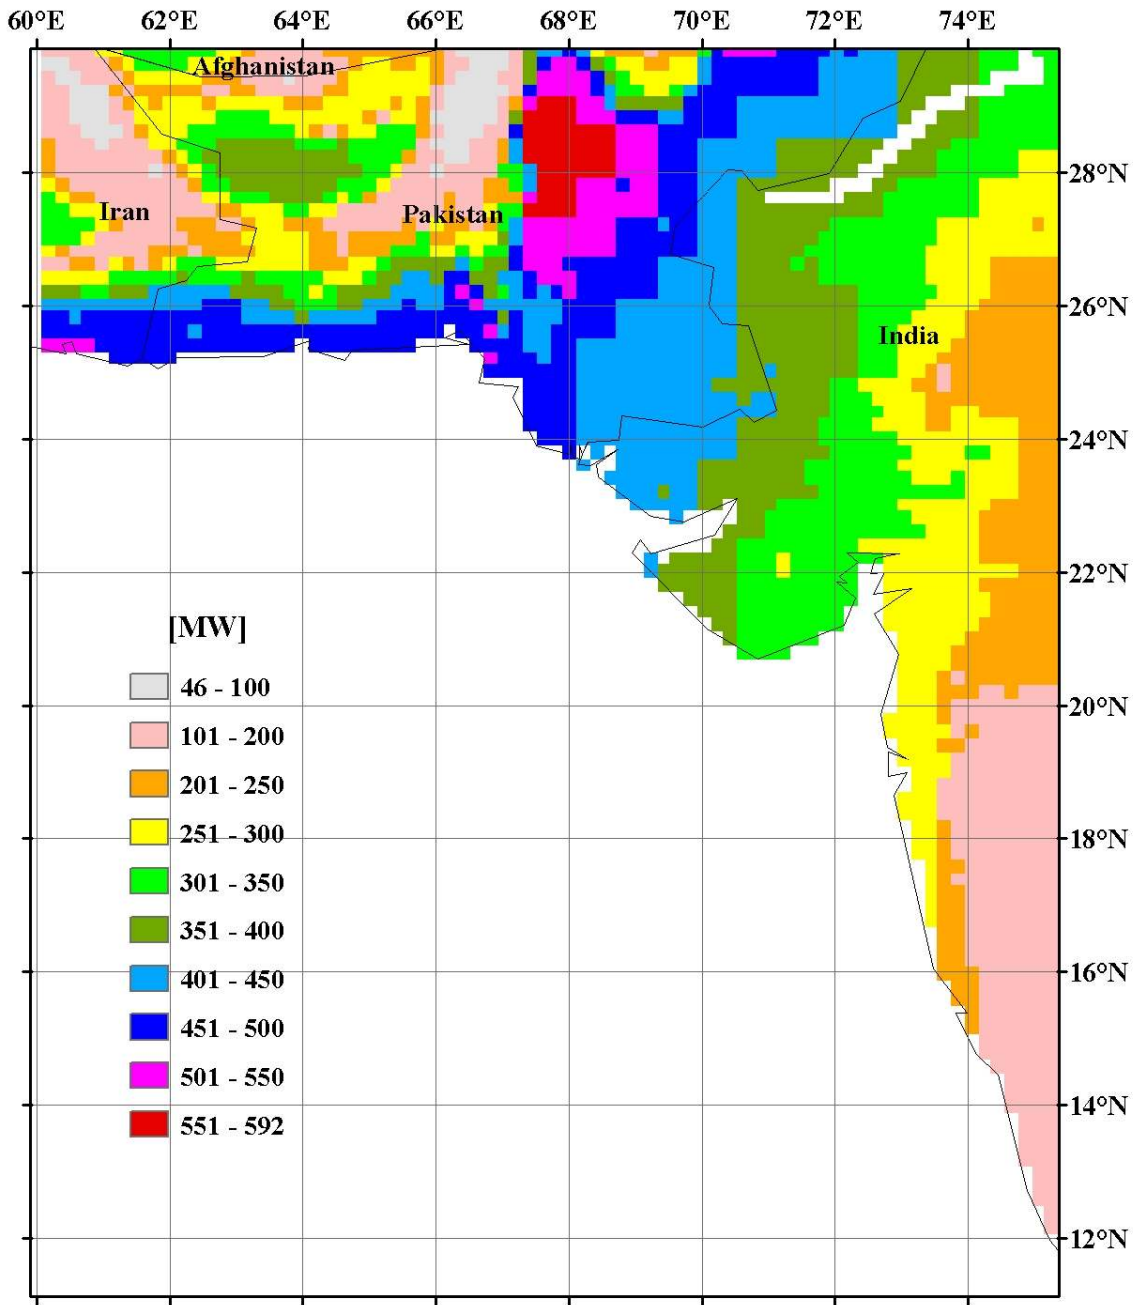 60°E 62°E 64°E 66°E 68°E 70°E 72°E 74°E
Afghanistan
28°N
Iran
Pakistan
26°N
India
24°N
22°N
[MW]
46 - 100
20°N
101 - 200
201 - 250
251 - 300
18°N
301 - 350
351 - 400
16°N
401 - 450
451 - 500
501 - 550
14°N
551 - 592
12°N